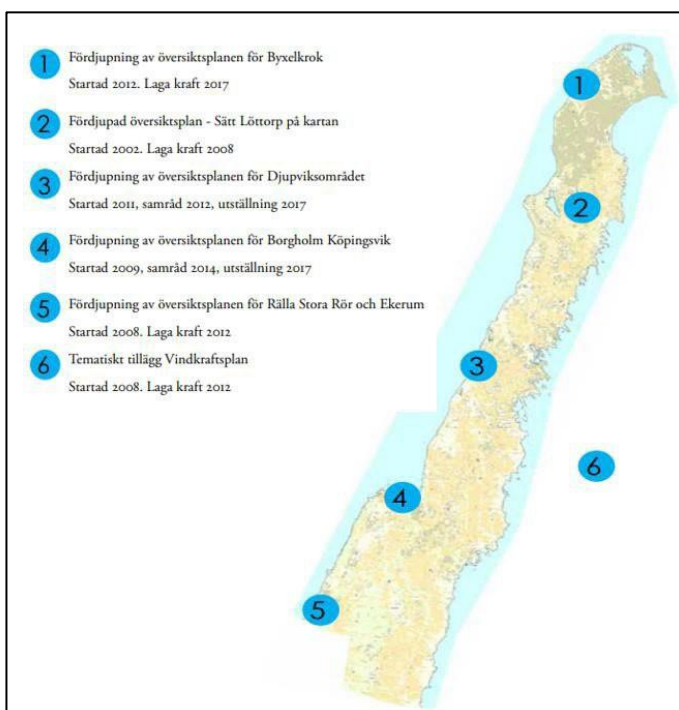 1 Fördjupning av översiktsplanen för Byxelkrok
Startad 2012. Laga kraft 2017
2 Fördjupad översiktsplan - Sätt Löttorp på kartan
Startad 2002. Laga kraft 2008
3 Fördjupning av översiktsplanen för Djupviksområdet
Startad 2011, samråd 2012, utställning 2017
4 Fördjupning av översiktsplanen för Borgholm Köpingsvik
Startad 2009, samråd 2014, utställning 2017
5 Fördjupning av översiktsplanen för Rälla Stora Rör och Ekerum
Startad 2008. Laga kraft 2012
6 Tematiskt tillägg Vindkraftsplan
Startad 2008. Laga kraft 2012
1
2
3
6
4
5